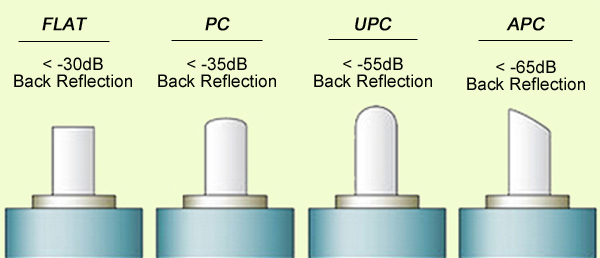 FLAT
< -30dB
Back Reflection
PC
< -35dB
Back Reflection
UPC
< -55dB
Back Reflection
APC
< -65dB
Back Reflection